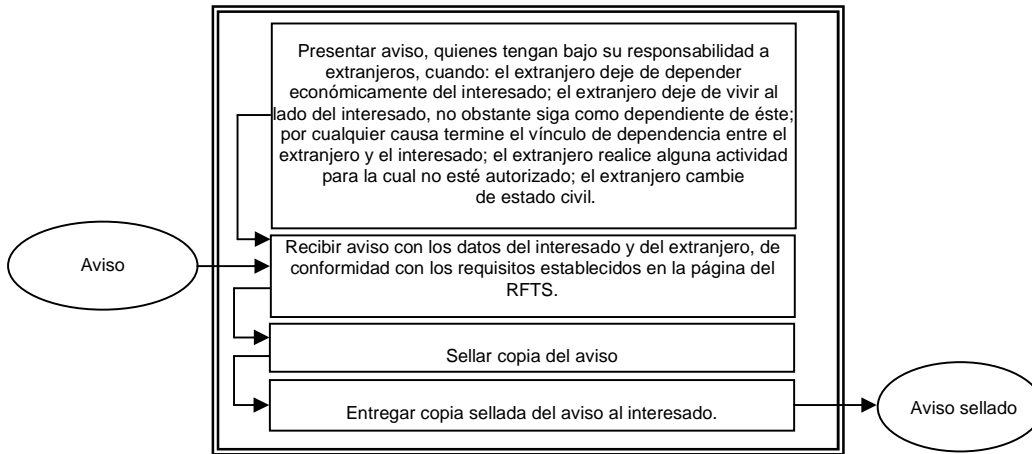 Presentar aviso, quienes tengan bajo su responsabilidad a
extranjeros, cuando: el extranjero deje de depender
económicamente del interesado; el extranjero deje de vivir al
lado del interesado, no obstante siga como dependiente de éste;
por cualquier causa termine el vínculo de dependencia entre el
extranjero y el interesado; el extranjero realice alguna actividad
para la cual no esté autorizado; el extranjero cambie
de estado civil.
Aviso
Recibir aviso con los datos del interesado y del extranjero, de
conformidad con los requisitos establecidos en la página del
RFTS.
Sellar copia del aviso
Entregar copia sellada del aviso al interesado.
Aviso sellado